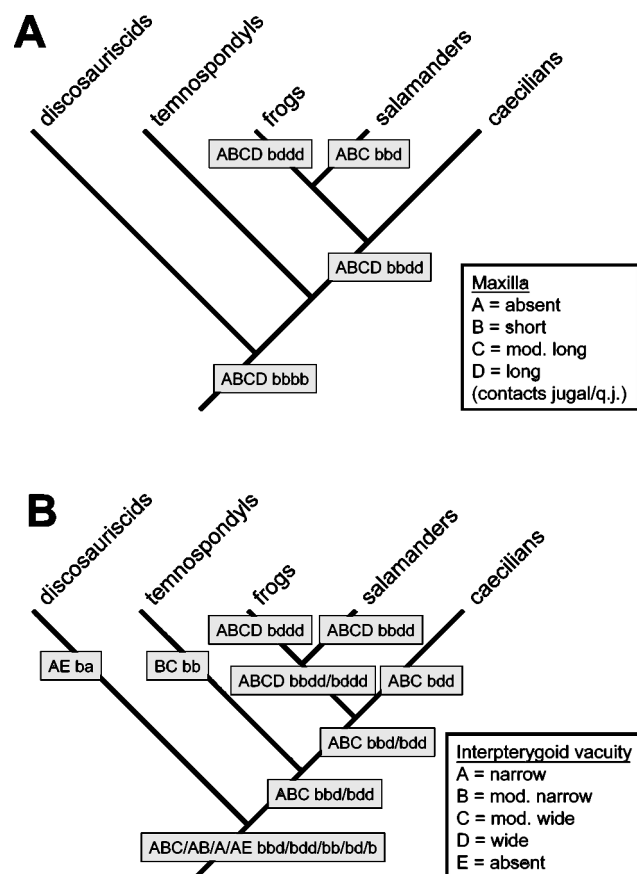 A
discosauriscids
temnospondyls
frogs
salamanders
caecilians
ABCD bddd
ABC bbd
ABCD bbdd
ABCD bbbb
Maxilla
A = absent
B = short
C = mod. long
D = long
(contacts jugal/q.j.)
B
discosauriscids
temnospondyls
frogs
salamanders
caecilians
ABCD bddd
ABCD bbdd
AE ba
BC bb
ABCD bbdd/bddd
ABC bdd
ABC bbd/bdd
ABC bbd/bdd
ABC/AB/A/AE bbd/bdd/bb/bd/b
Interpterygoid vacuity
A = narrow
B = mod. narrow
C = mod. wide
D = wide
E = absent